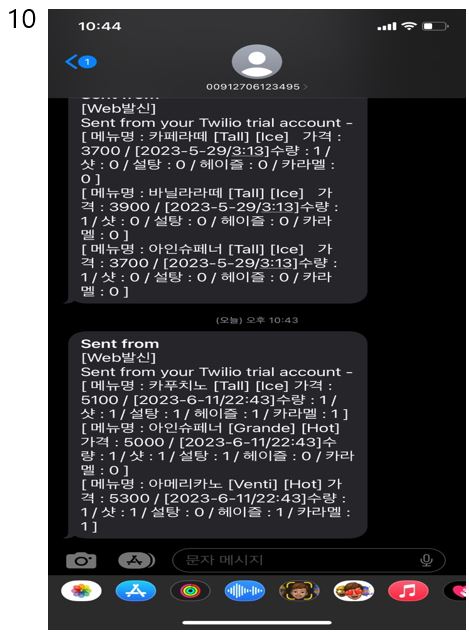 10
10:44
1
00912706123495
Sent from
[Web발신]
Sent from your Twilio trial account -
[ 메뉴명 : 카페라떼 [Tall] [Ice] 가격 :
3700 / [2023-5-29/3:13]수량 : 1 /
샷 : 0 / 설탕 : 0 / 헤이즐 : 0 / 카라멜 :
0 ]
[ 메뉴명 : 바닐라라떼 [Tall] [Ice] 가
격 : 3900 / [2023-5-29/3:13]수량 :
1 / 샷 : 0 / 설탕 : 0 / 헤이즐 : 0 / 카라
멜 : 0 ]
[ 메뉴명 : 아인슈페너 [Tall] [Ice] 가
격 : 3700 / [2023-5-29/3:13]수량 :
1 / 샷 : 0 / 설탕 : 0 / 헤이즐 : 0 / 카라
멜 : 0 ]
(오늘) 오후 10:43
Sent from
[Web발신]
Sent from your Twilio trial account -
[ 메뉴명 : 카푸치노 [Tall] [Ice] 가격 :
5100 / [2023-6-11/22:43]수량 : 1 /
샷 : 1 / 설탕 : 1 / 헤이즐 : 1 / 카라멜 : 1 ]
[ 메뉴명 : 아인슈페너 [Grande] [Hot]
가격 : 5000 / [2023-6-11/22:43]수
량 : 1 / 샷 : 1 / 설탕 : 1 / 헤이즐 : 0 / 카라
멜 : 0 ]
[ 메뉴명 : 아메리카노 [Venti] [Hot] 가
격 : 5300 / [2023-6-11/22:43]수량 :
1 / 샷 : 1 / 설탕 : 0 / 헤이즐 : 1 / 카라멜 :
1 ]
문자 메시지